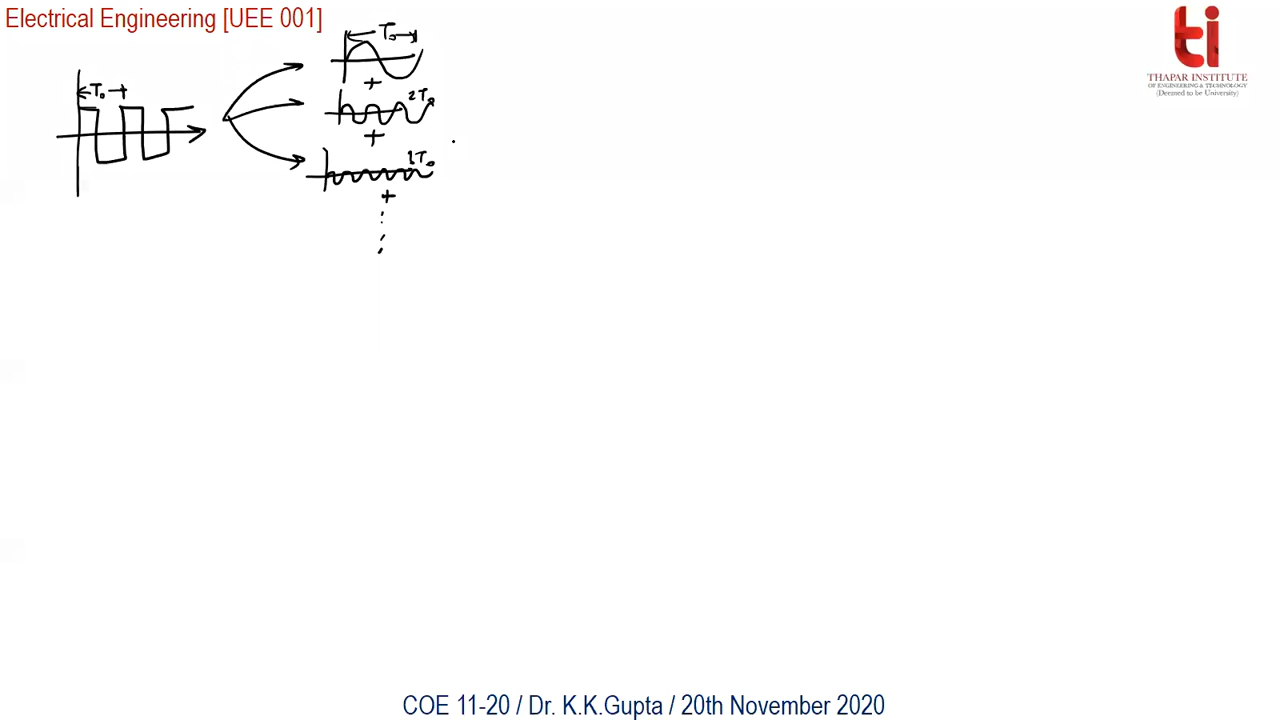 Electrical Engineering [UEE 001]
T₀
T₀
+
2T₀
+
+
ti
THAPAR INSTITUTE
OF ENGINEERING & TECHNOLOGY
(Deemed to be University)
COE 11-20 / Dr. K.K.Gupta / 20th November 2020